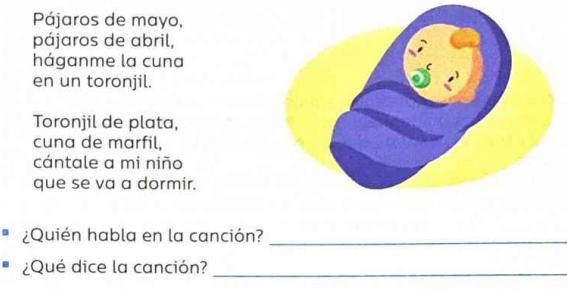 Pájaros de mayo,
pájaros de abril,
háganme la cuna
en un toronjil.
Toronjil de plata,
cuna de marfil,
cántale a mi niño
que se va a dormir.
¿Quién habla en la canción?
¿Qué dice la canción?